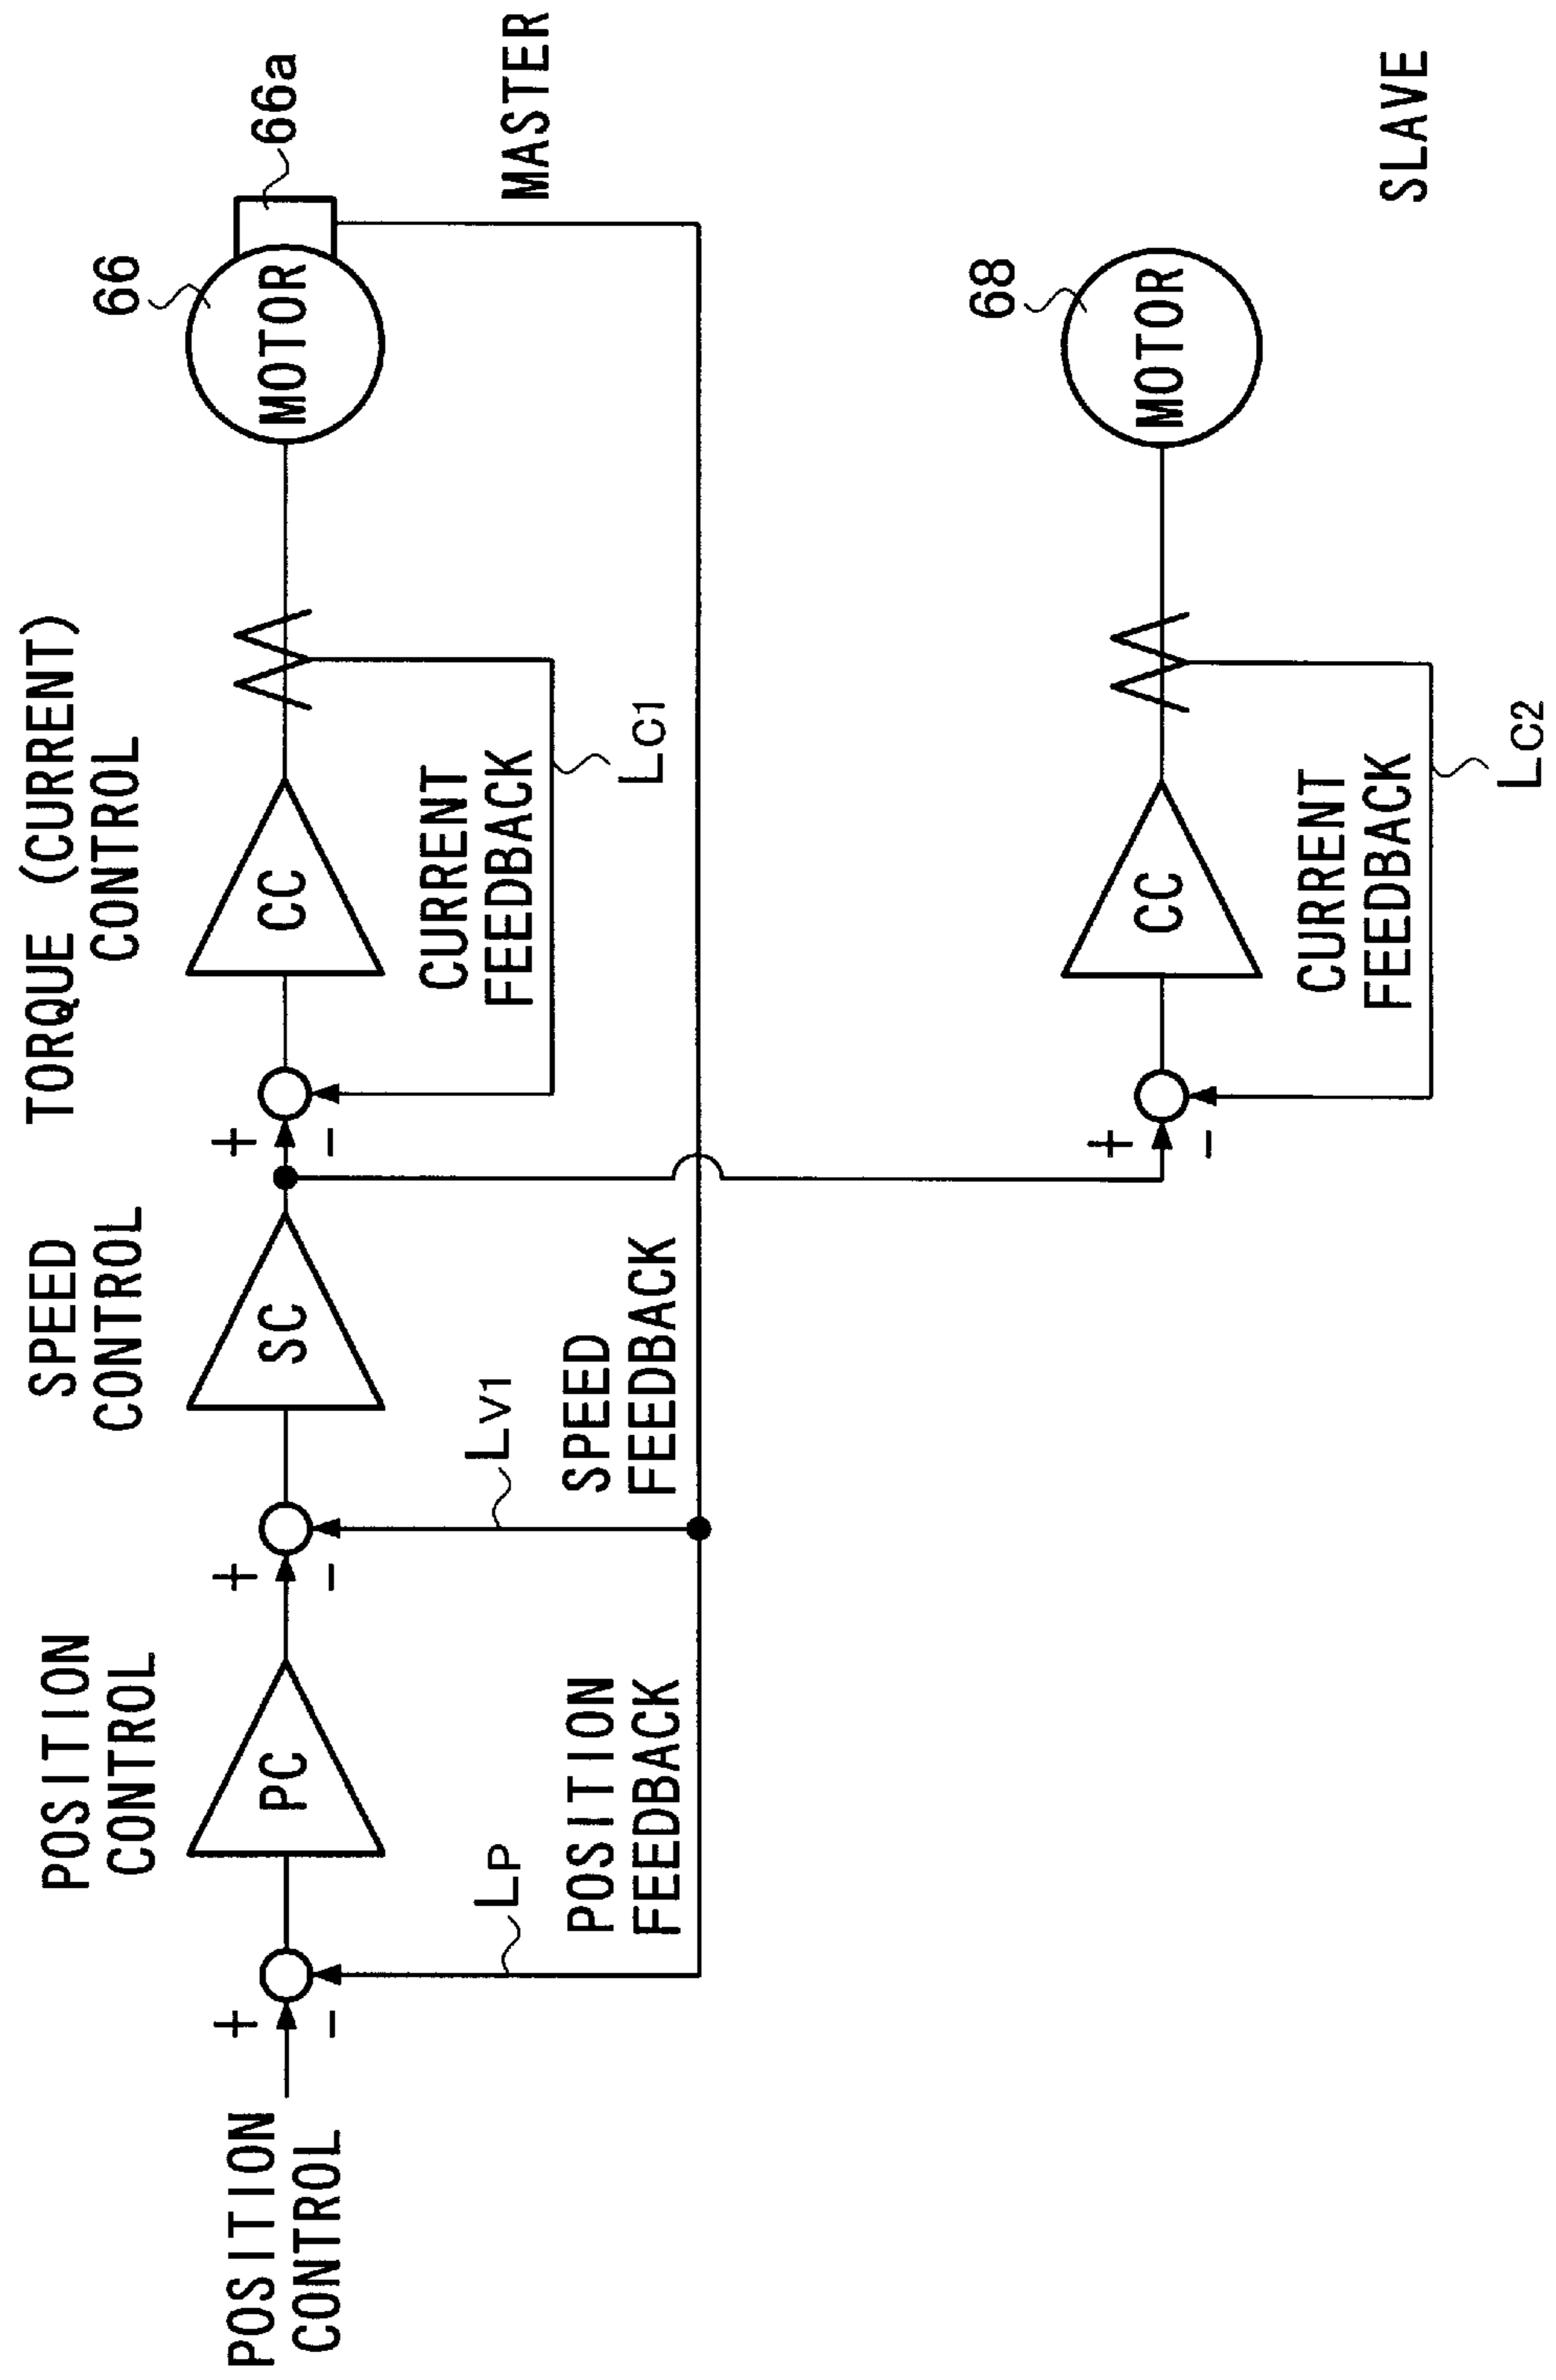 POSITION
CONTROL
+
-
POSITION
CONTROL
PC
LP
POSITION
FEEDBACK
+
-
SPEED
CONTROL
SC
LV1
SPEED
FEEDBACK
+
-
TORQUE (CURRENT)
CONTROL
CC
CURRENT
FEEDBACK
LC1
66
MOTOR
66a
MASTER
+
-
CC
CURRENT
FEEDBACK
LC2
68
MOTOR
SLAVE